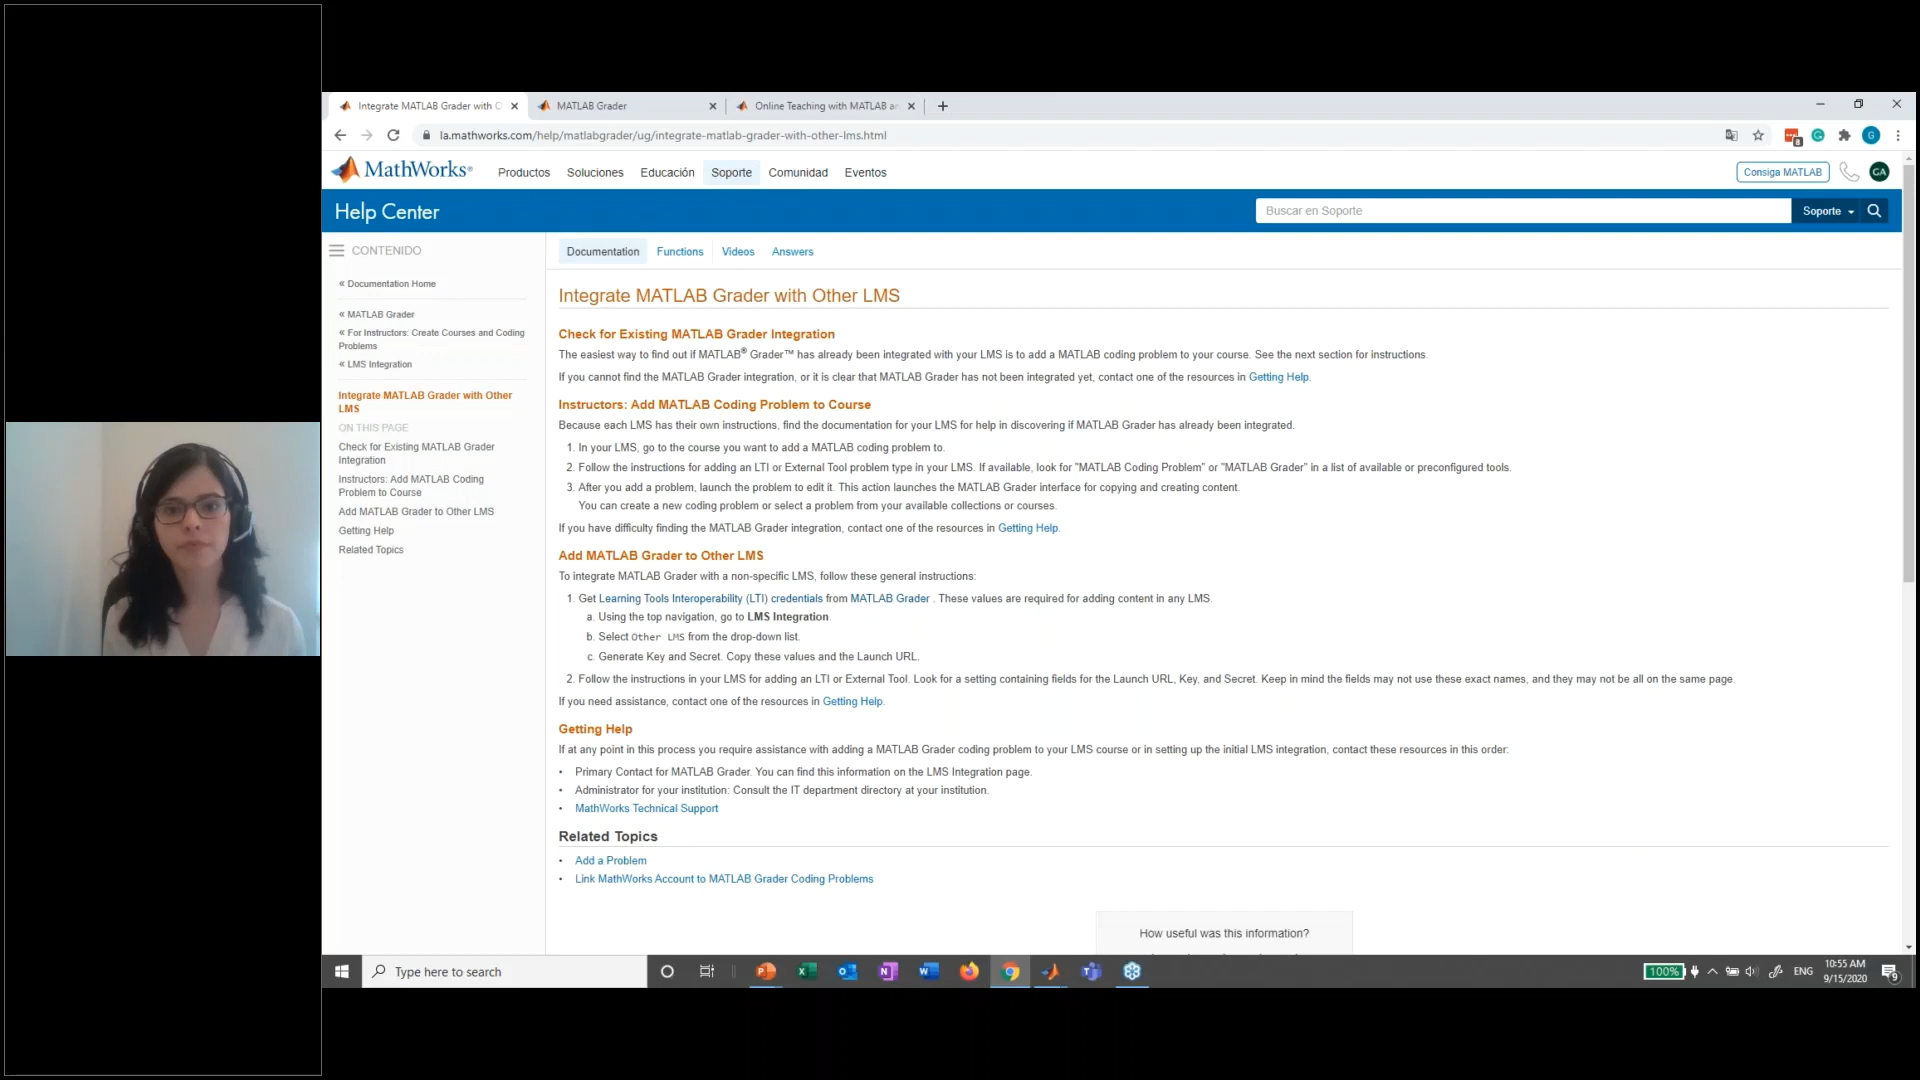 Integrate MATLAB Grader with O
MATLAB Grader
Online Teaching with MATLAB an
la.mathworks.com/help/matlabgrader/ug/integrate-matlab-grader-with-other-lms.html
MathWorks®
Productos Soluciones Educación Soporte Comunidad Eventos
Consiga MATLAB
GA
Help Center
Buscar en Soporte
Soporte
CONTENIDO
« Documentation Home
« MATLAB Grader
« For Instructors: Create Courses and Coding
Problems
« LMS Integration
Integrate MATLAB Grader with Other
LMS
ON THIS PAGE
Check for Existing MATLAB Grader
Integration
Instructors: Add MATLAB Coding
Problem to Course
Add MATLAB Grader to Other LMS
Getting Help
Related Topics
Documentation Functions Videos Answers
Integrate MATLAB Grader with Other LMS
Check for Existing MATLAB Grader Integration
The easiest way to find out if MATLAB® Grader™ has already been integrated with your LMS is to add a MATLAB coding problem to your course. See the next section for instructions.
If you cannot find the MATLAB Grader integration, or it is clear that MATLAB Grader has not been integrated yet, contact one of the resources in Getting Help.
Instructors: Add MATLAB Coding Problem to Course
Because each LMS has their own instructions, find the documentation for your LMS for help in discovering if MATLAB Grader has already been integrated.
1. In your LMS, go to the course you want to add a MATLAB coding problem to.
2. Follow the instructions for adding an LTI or External Tool problem type in your LMS. If available, look for "MATLAB Coding Problem" or "MATLAB Grader" in a list of available or preconfigured tools.
3. After you add a problem, launch the problem to edit it. This action launches the MATLAB Grader interface for copying and creating content.
You can create a new coding problem or select a problem from your available collections or courses.
If you have difficulty finding the MATLAB Grader integration, contact one of the resources in Getting Help.
Add MATLAB Grader to Other LMS
To integrate MATLAB Grader with a non-specific LMS, follow these general instructions:
1. Get Learning Tools Interoperability (LTI) credentials from MATLAB Grader . These values are required for adding content in any LMS.
a. Using the top navigation, go to LMS Integration.
b. Select Other LMS from the drop-down list.
c. Generate Key and Secret. Copy these values and the Launch URL.
2. Follow the instructions in your LMS for adding an LTI or External Tool. Look for a setting containing fields for the Launch URL, Key, and Secret. Keep in mind the fields may not use these exact names, and they may not be all on the same page.
If you need assistance, contact one of the resources in Getting Help.
Getting Help
If at any point in this process you require assistance with adding a MATLAB Grader coding problem to your LMS course or in setting up the initial LMS integration, contact these resources in this order:
• Primary Contact for MATLAB Grader. You can find this information on the LMS Integration page.
• Administrator for your institution: Consult the IT department directory at your institution.
• MathWorks Technical Support
Related Topics
• Add a Problem
• Link MathWorks Account to MATLAB Grader Coding Problems
How useful was this information?
Type here to search
100%
ENG
10:55 AM
9/15/2020
9